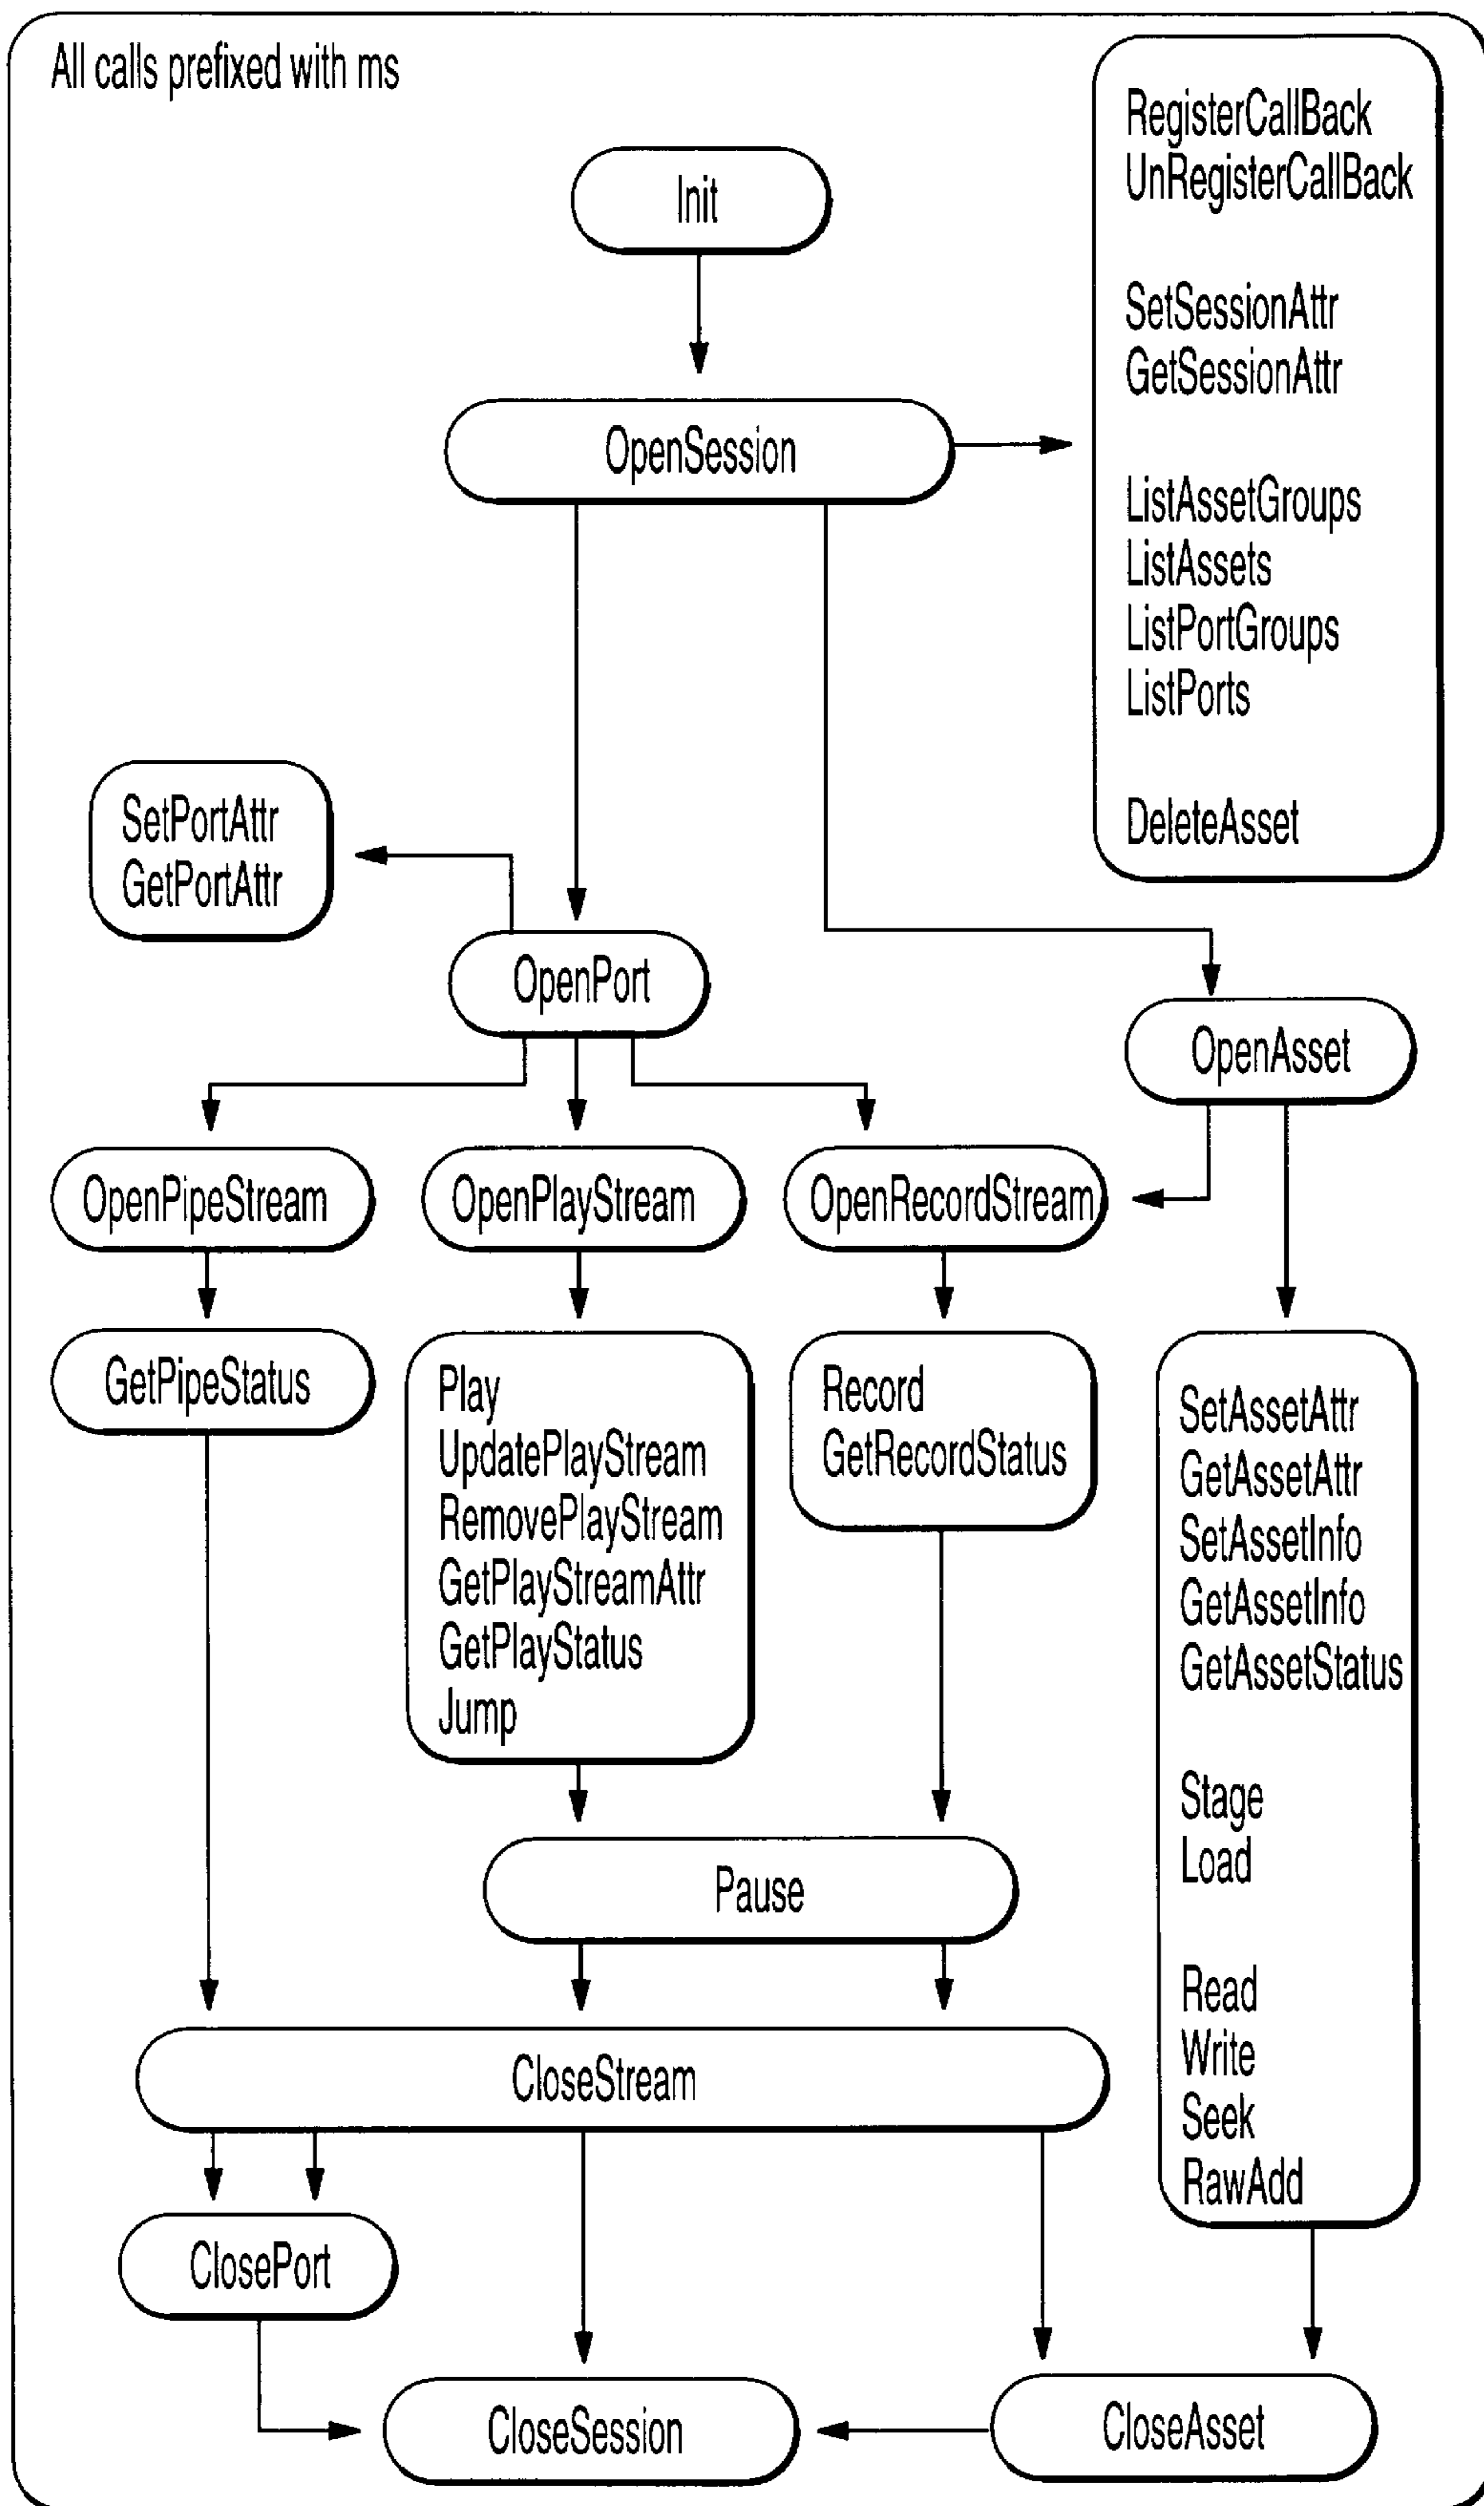 All calls prefixed with ms
Init
OpenSession
RegisterCallBack
UnRegisterCallBack
SetSessionAttr
GetSessionAttr
ListAssetGroups
ListAssets
ListPortGroups
ListPorts
DeleteAsset
SetPortAttr
GetPortAttr
OpenPort
OpenAsset
OpenPipeStream
OpenPlayStream
OpenRecordStream
GetPipeStatus
Play
UpdatePlayStream
RemovePlayStream
GetPlayStreamAttr
GetPlayStatus
Jump
Record
GetRecordStatus
SetAssetAttr
GetAssetAttr
SetAssetInfo
GetAssetInfo
GetAssetStatus
Stage
Load
Read
Write
Seek
RawAdd
Pause
CloseStream
ClosePort
CloseSession
CloseAsset